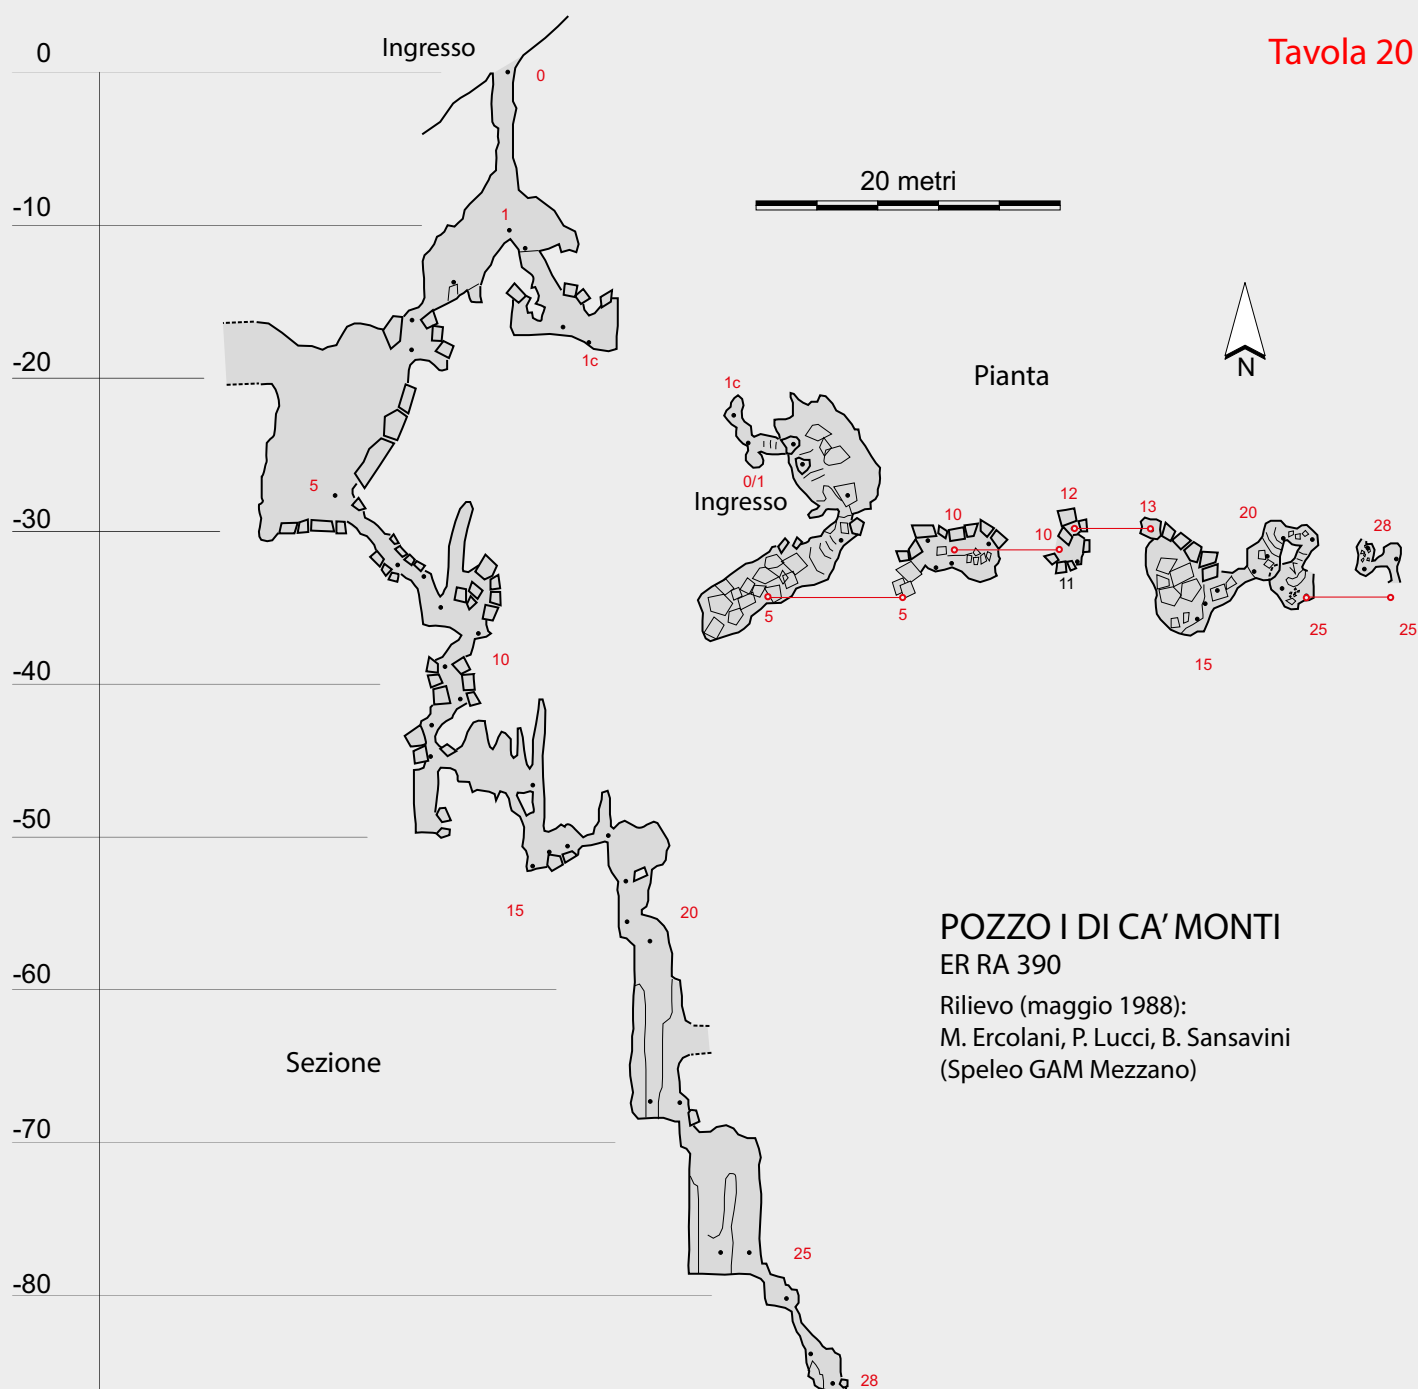 Tavola 20
Ingresso
0
0
20 metri
-10
1
1c
N
Pianta
-20
1c
0/1
Ingresso
5
5
5
10
10
11
12
13
15
20
25
25
28
-30
10
-40
-50
15
20
POZZO I DI CA' MONTI
ER RA 390
Rilievo (maggio 1988):
M. Ercolani, P. Lucci, B. Sansavini
(Speleo GAM Mezzano)
-60
Sezione
-70
25
-80
28